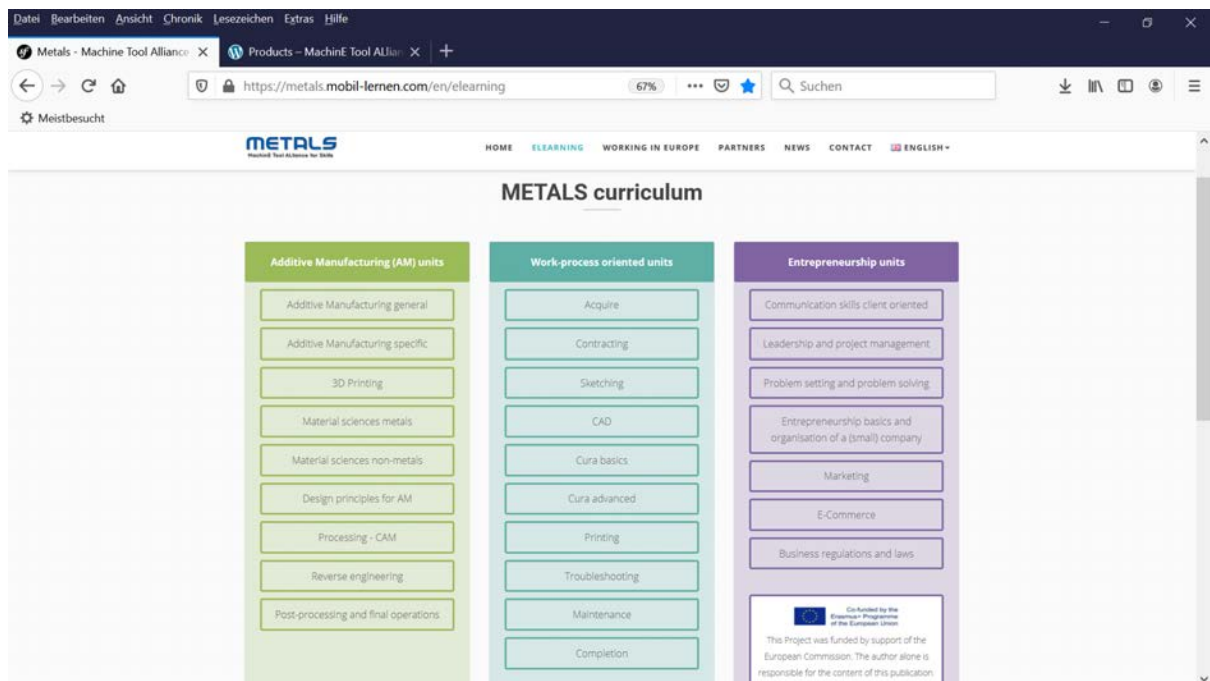 Datei Bearbeiten Ansicht Chronik Lesezeichen Extras Hilfe
Metals - Machine Tool Alliance
Products – MachinE Tool ALlian
https://metals.mobil-lernen.com/en/elearning
67%
Suchen
Meistbesucht
METALS
MachinE Tool ALliance for Skills
HOME ELEARNING WORKING IN EUROPE PARTNERS NEWS CONTACT ENGLISH
METALS curriculum
Additive Manufacturing (AM) units
Additive Manufacturing general
Additive Manufacturing specific
3D Printing
Material sciences metals
Material sciences non-metals
Design principles for AM
Processing - CAM
Reverse engineering
Post-processing and final operations
Work-process oriented units
Acquire
Contracting
Sketching
CAD
Cura basics
Cura advanced
Printing
Troubleshooting
Maintenance
Completion
Entrepreneurship units
Communication skills client oriented
Leadership and project management
Problem setting and problem solving
Entrepreneurship basics and
organisation of a (small) company
Marketing
E-Commerce
Business regulations and laws
Co-funded by the
Erasmus+ Programme
of the European Union
This Project was funded by support of the
European Commission. The author alone is
responsible for the content of this publication